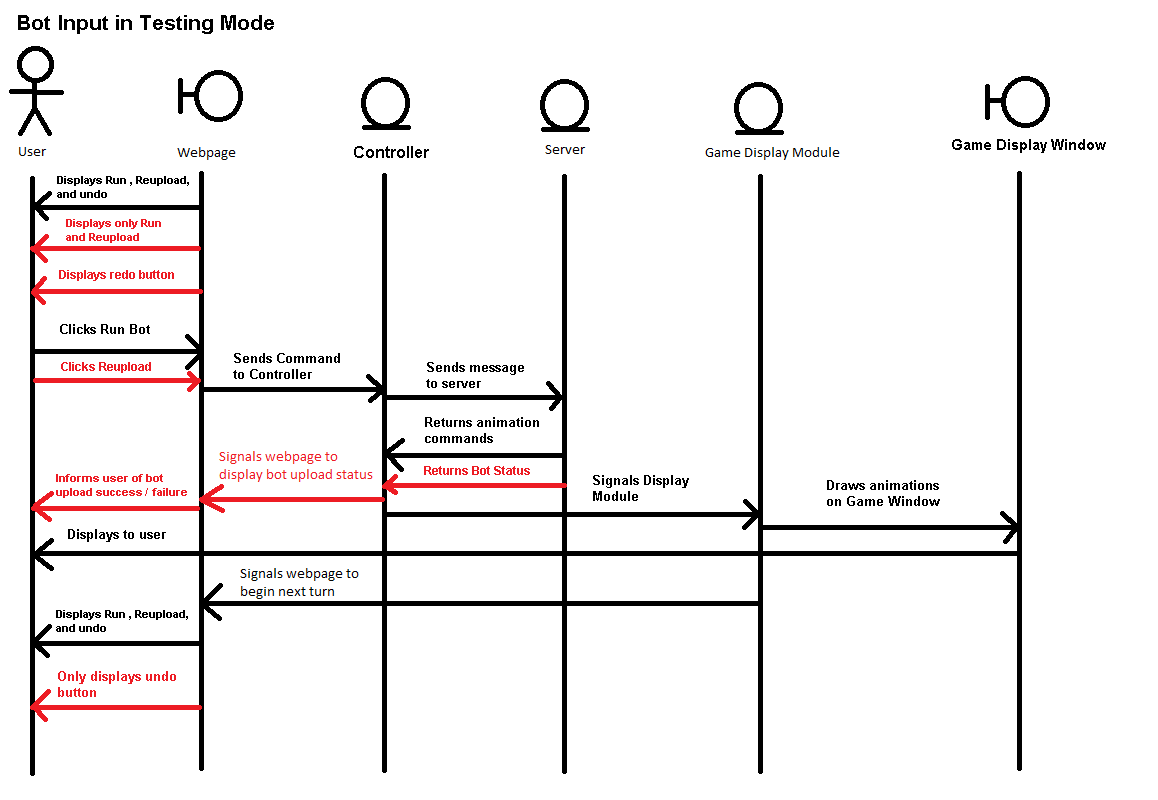 Bot Input in Testing Mode
User
Webpage
Controller
Server
Game Display Module
Game Display Window
Displays Run , Reupload,
and undo
Displays only Run
and Reupload
Displays redo button
Clicks Run Bot
Clicks Reupload
Sends Command
to Controller
Sends message
to server
Returns animation
commands
Signals webpage to
display bot upload status
Returns Bot Status
Informs user of bot
upload success / failure
Signals Display
Module
Draws animations
on Game Window
Displays to user
Signals webpage to
begin next turn
Displays Run , Reupload,
and undo
Only displays undo
button